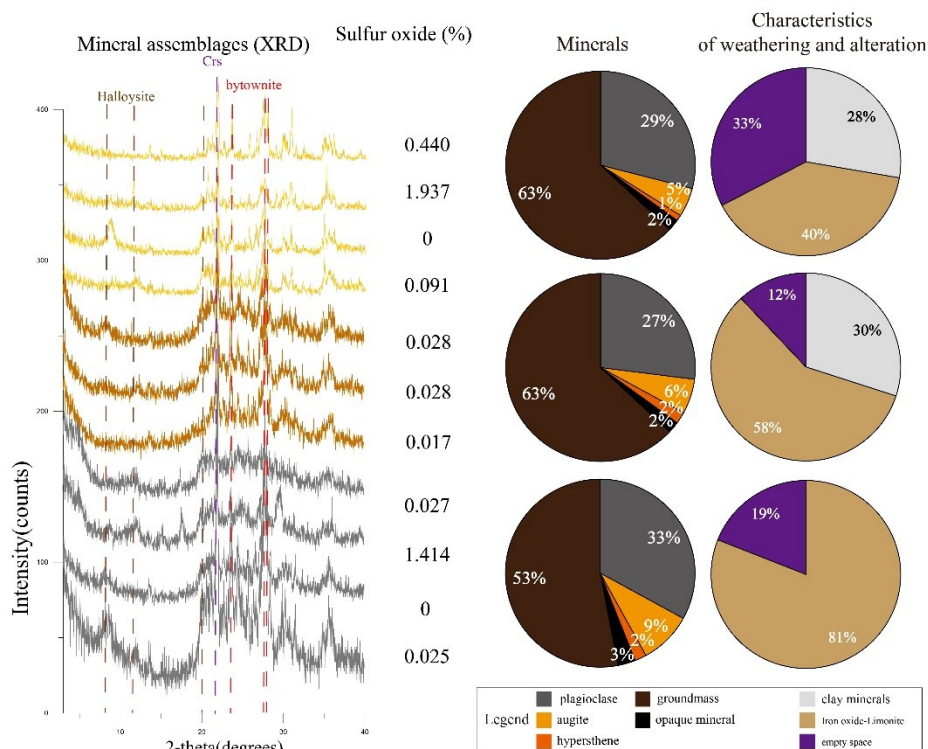 Mineral assemblages (XRD)
Sulfur oxide (%)
Minerals
Characteristics
of weathering and alteration
Crs
bytownite
Halloysite
400
300
200
100
0
Intensity(counts)
10
20
30
40
2-theta(degrees)
0.440
1.937
0
0.091
0.028
0.028
0.017
0.027
1.414
0
0.025
29%
5%
1%
2%
63%
33%
28%
40%
27%
6%
2%
2%
63%
12%
30%
58%
33%
9%
2%
3%
53%
19%
81%
Legend
plagioclase
augite
hypersthene
groundmass
opaque mineral
clay minerals
Iron oxide-Limonite
empty space